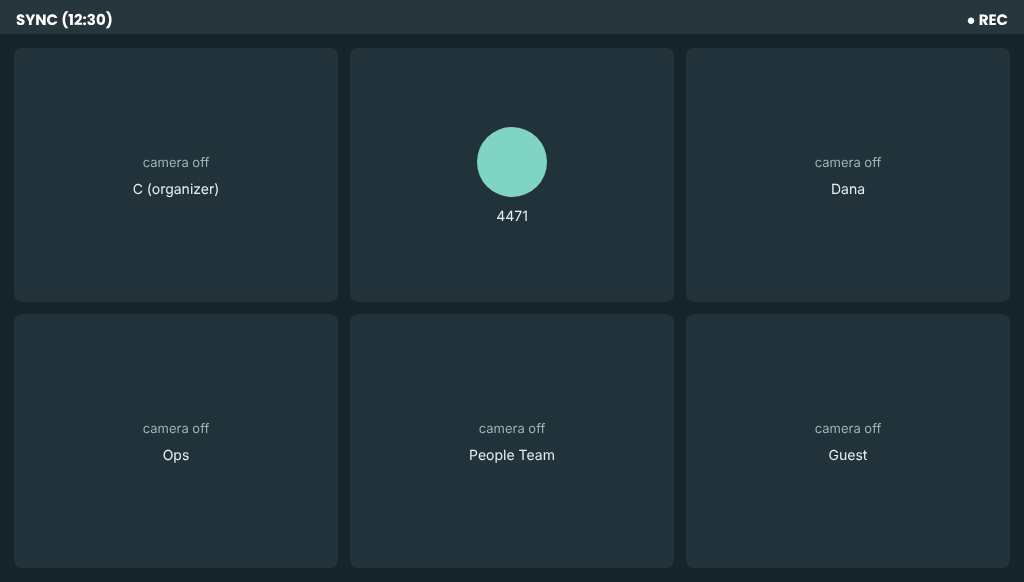 SYNC (12:30)
● REC
camera off
C (organizer)
4471
camera off
Dana
camera off
Ops
camera off
People Team
camera off
Guest